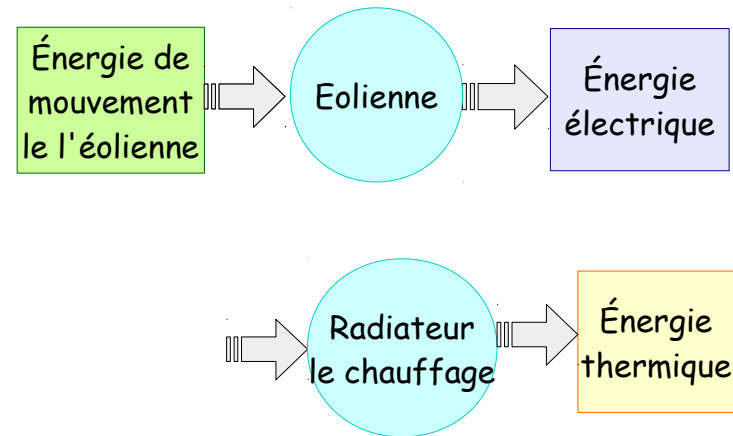 Énergie de
mouvement
le l'éolienne
Eolienne
Énergie
électrique
Radiateur
le chauffage
Énergie
thermique